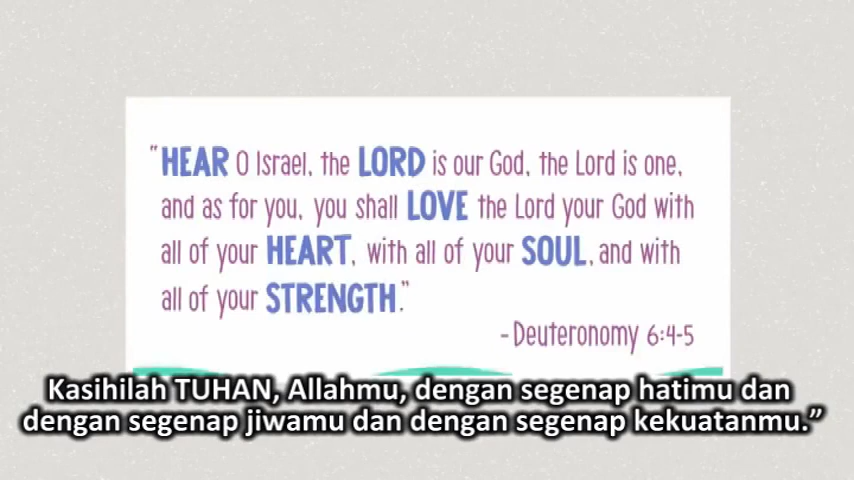 "HEAR O Israel, the LORD is our God, the Lord is one,
and as for you, you shall LOVE the Lord your God with
all of your HEART, with all of your SOUL, and with
all of your STRENGTH."
-Deuteronomy 6:4-5
Kasihilah TUHAN, Allahmu, dengan segenap hatimu dan
dengan segenap jiwamu dan dengan segenap kekuatanmu.”